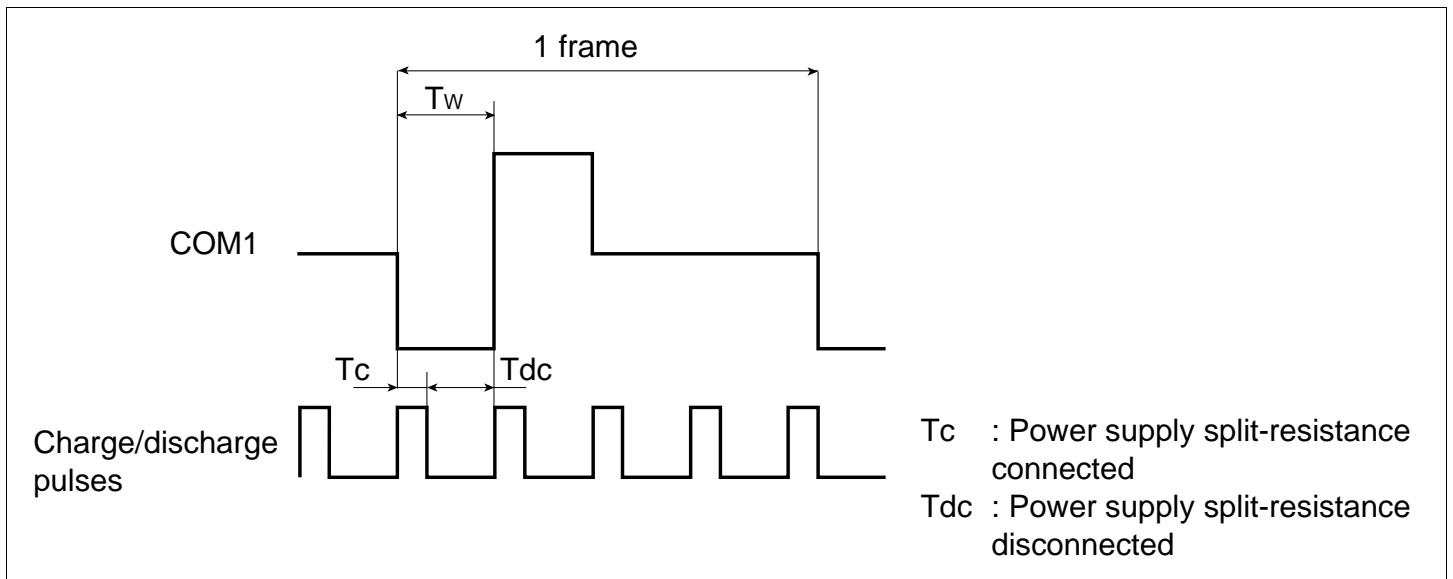 1 frame
Tw
COM1
Tc
Tdc
Charge/discharge
pulses
Tc : Power supply split-resistance
connected
Tdc : Power supply split-resistance
disconnected